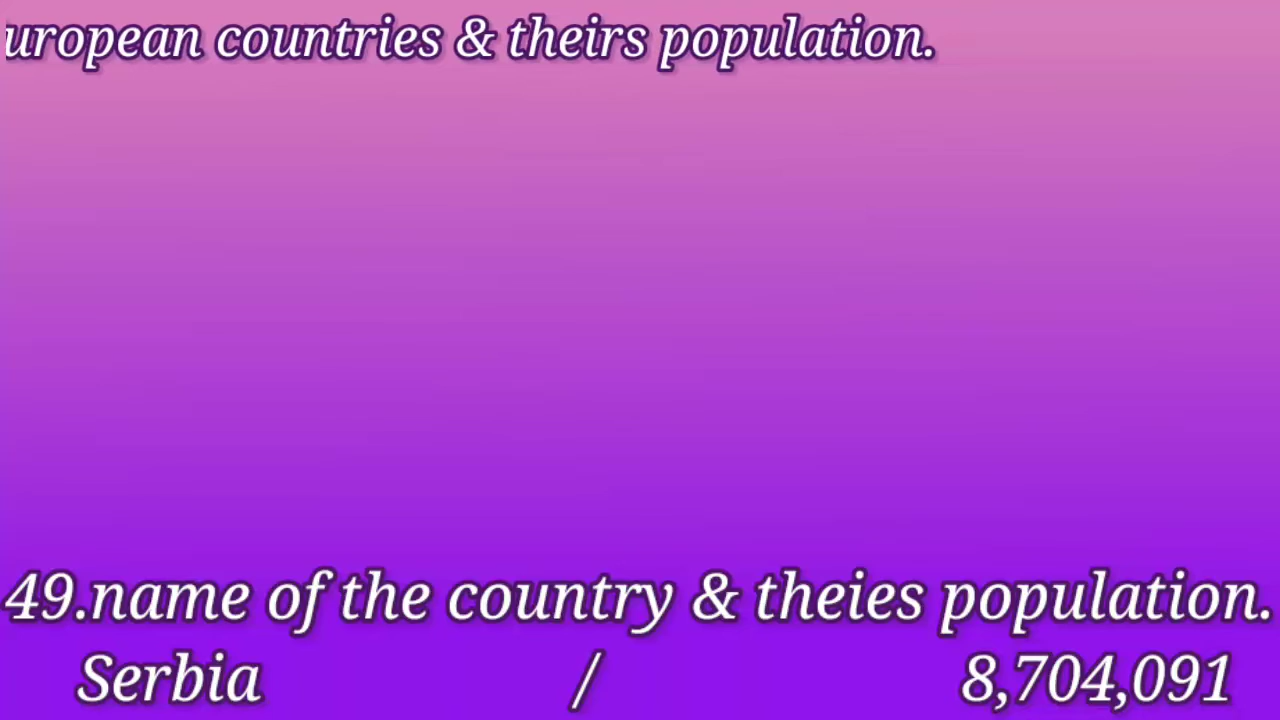 uropean countries & theirs population.
49.name of the country & theies population.
Serbia / 8,704,091